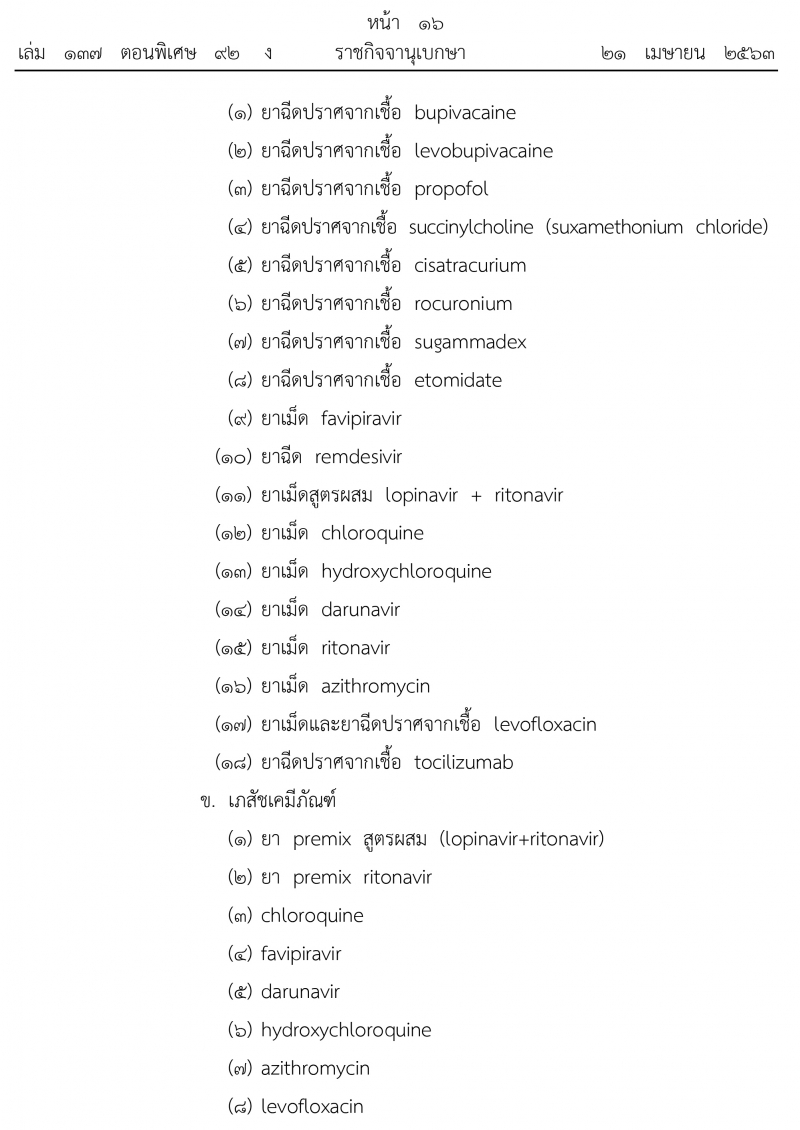 หน้า ๑๖
เล่ม ๑๓๗ ตอนพิเศษ ๙๒ ง ราชกิจจานุเบกษา ๒๑ เมษายน ๒๕๖๓
(๑) ยาฉีดปราศจากเชื้อ bupivacaine
(๒) ยาฉีดปราศจากเชื้อ levobupivacaine
(๓) ยาฉีดปราศจากเชื้อ propofol
(๔) ยาฉีดปราศจากเชื้อ succinylcholine (suxamethonium chloride)
(๕) ยาฉีดปราศจากเชื้อ cisatracurium
(๖) ยาฉีดปราศจากเชื้อ rocuronium
(๗) ยาฉีดปราศจากเชื้อ sugammadex
(๘) ยาฉีดปราศจากเชื้อ etomidate
(๙) ยาเม็ด favipiravir
(๑๐) ยาฉีด remdesivir
(๑๑) ยาเม็ดสูตรผสม lopinavir + ritonavir
(๑๒) ยาเม็ด chloroquine
(๑๓) ยาเม็ด hydroxychloroquine
(๑๔) ยาเม็ด darunavir
(๑๕) ยาเม็ด ritonavir
(๑๖) ยาเม็ด azithromycin
(๑๗) ยาเม็ดและยาฉีดปราศจากเชื้อ levofloxacin
(๑๘) ยาฉีดปราศจากเชื้อ tocilizumab
ข. เภสัชเคมีภัณฑ์
(๑) ยา premix สูตรผสม (lopinavir+ritonavir)
(๒) ยา premix ritonavir
(๓) chloroquine
(๔) favipiravir
(๕) darunavir
(๖) hydroxychloroquine
(๗) azithromycin
(๘) levofloxacin